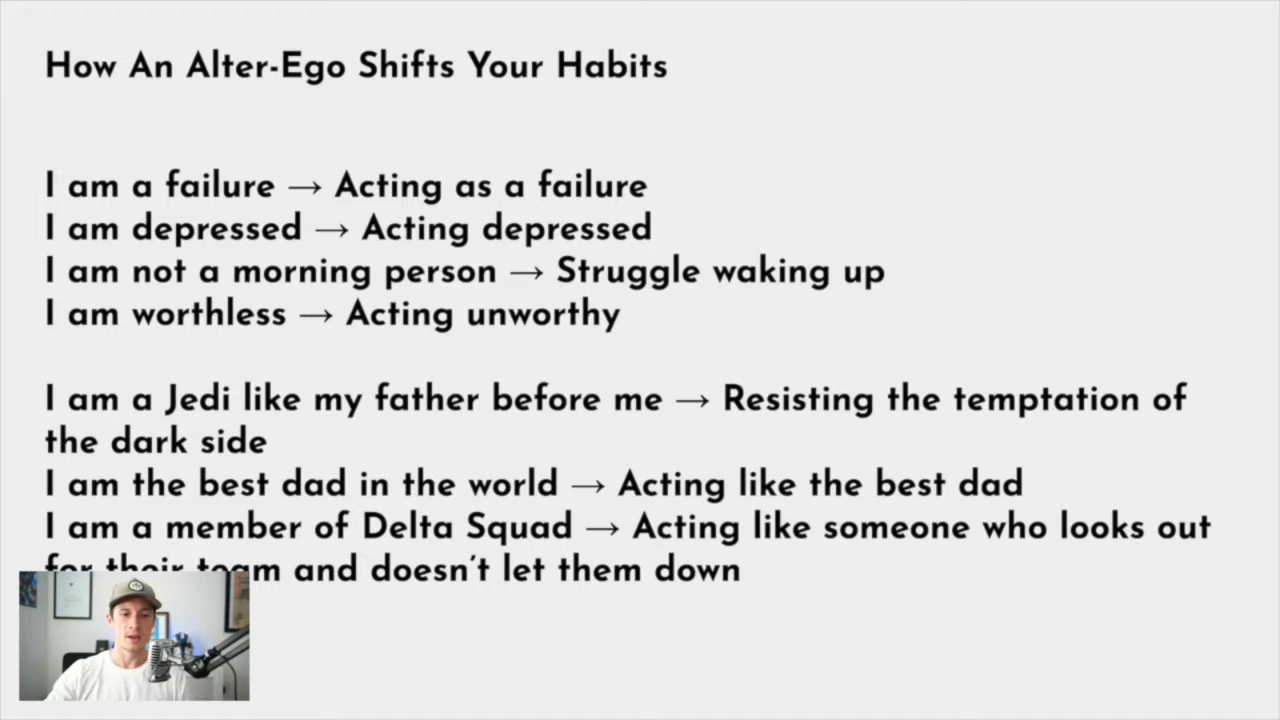 How An Alter-Ego Shifts Your Habits
I am a failure → Acting as a failure
I am depressed → Acting depressed
I am not a morning person → Struggle waking up
I am worthless → Acting unworthy
I am a Jedi like my father before me → Resisting the temptation of
the dark side
I am the best dad in the world → Acting like the best dad
I am a member of Delta Squad → Acting like someone who looks out
for their team and doesn't let them down